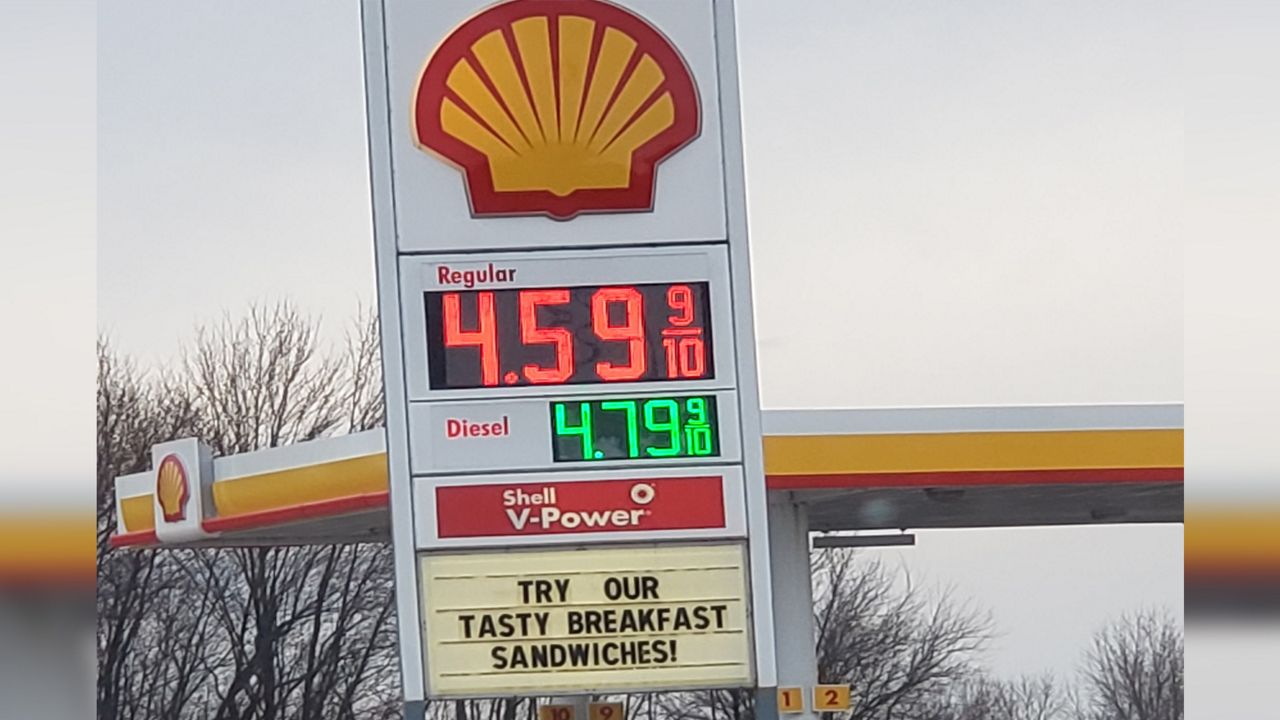 Regular
4.59 9/10
Diesel
4.79 9/10
Shell
V-Power
TRY OUR
TASTY BREAKFAST
SANDWICHES!
10 9
1 2